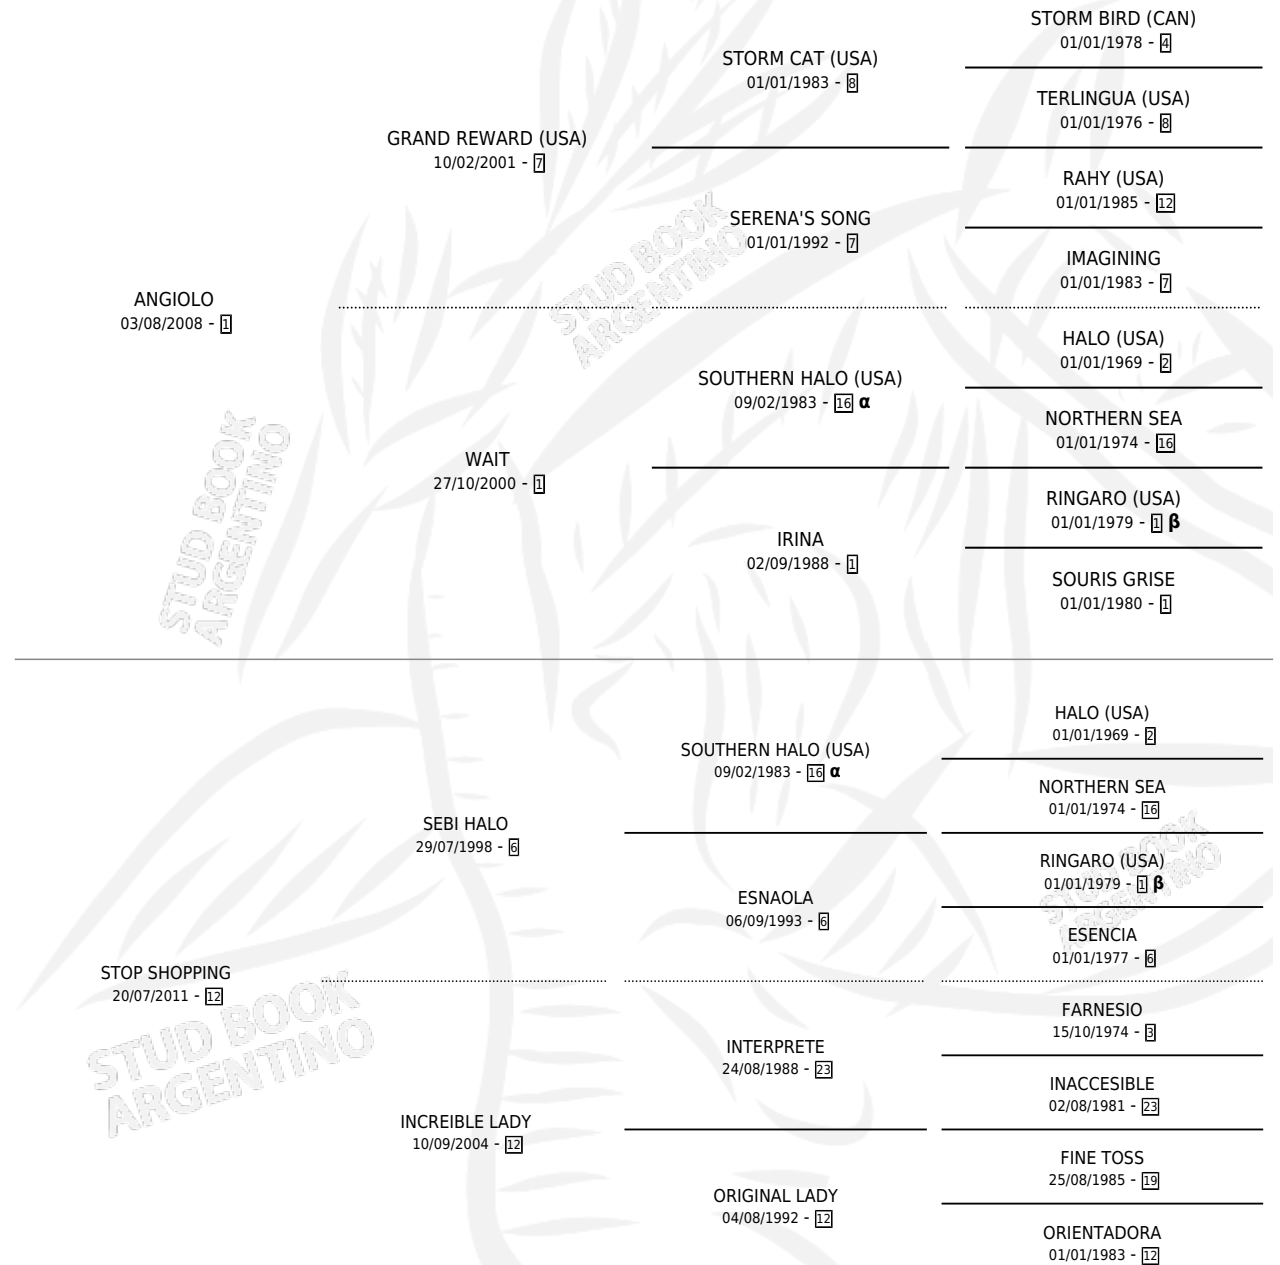 STORM BIRD (CAN)
01/01/1978 - 4
STORM CAT (USA)
01/01/1983 - 8
TERLINGUA (USA)
01/01/1976 - 8
GRAND REWARD (USA)
10/02/2001 - 7
RAHY (USA)
01/01/1985 - 12
SERENA'S SONG
01/01/1992 - 7
IMAGINING
01/01/1983 - 7
ANGIOLO
03/08/2008 - 1
HALO (USA)
01/01/1969 - 2
SOUTHERN HALO (USA)
09/02/1983 - 16 α
NORTHERN SEA
01/01/1974 - 16
WAIT
27/10/2000 - 1
RINGARO (USA)
01/01/1979 - 1 β
IRINA
02/09/1988 - 1
SOURIS GRISE
01/01/1980 - 1
STUD BOOK
ARGENTINO
STUD BOOK
ARGENTINO
HALO (USA)
01/01/1969 - 2
SOUTHERN HALO (USA)
09/02/1983 - 16 α
NORTHERN SEA
01/01/1974 - 16
SEBI HALO
29/07/1998 - 6
RINGARO (USA)
01/01/1979 - 1 β
ESNAOLA
06/09/1993 - 6
ESENCIA
01/01/1977 - 6
STOP SHOPPING
20/07/2011 - 12
FARNESIO
15/10/1974 - 3
INTERPRETE
24/08/1988 - 23
INACCESIBLE
02/08/1981 - 23
INCREIBLE LADY
10/09/2004 - 12
FINE TOSS
25/08/1985 - 19
ORIGINAL LADY
04/08/1992 - 12
ORIENTADORA
01/01/1983 - 12
STUD BOOK
ARGENTINO
STUD BOOK
ARGENTINO